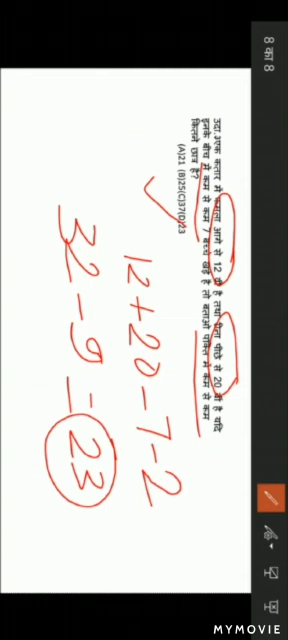 8 का 8
उदा.उएक कतार में कमला आगे से 12 वीं है तथा मीना पीछे से 20 वीं है यदि
इनके बीच में कम से कम 7 बच्चे खड़े है तो बताओ पंक्ति में कम से कम
कितने छात्र है?
(A)21 (B)25(C)37(D)23
12 + 20 - 7 - 2
32 - 9 = 23
MYMOVIE